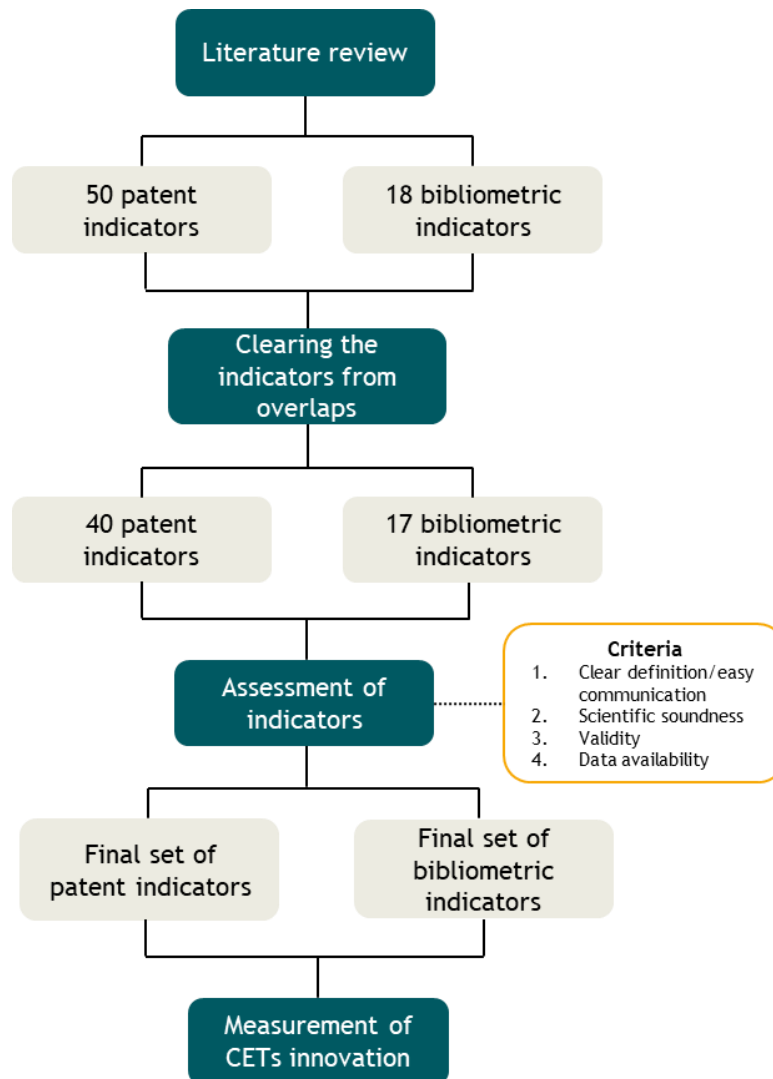 Literature review
50 patent
indicators
18 bibliometric
indicators
Clearing the
indicators from
overlaps
40 patent
indicators
17 bibliometric
indicators
Assessment of
indicators
Criteria
1. Clear definition/easy
communication
2. Scientific soundness
3. Validity
4. Data availability
Final set of
patent indicators
Final set of
bibliometric
indicators
Measurement of
CETs innovation